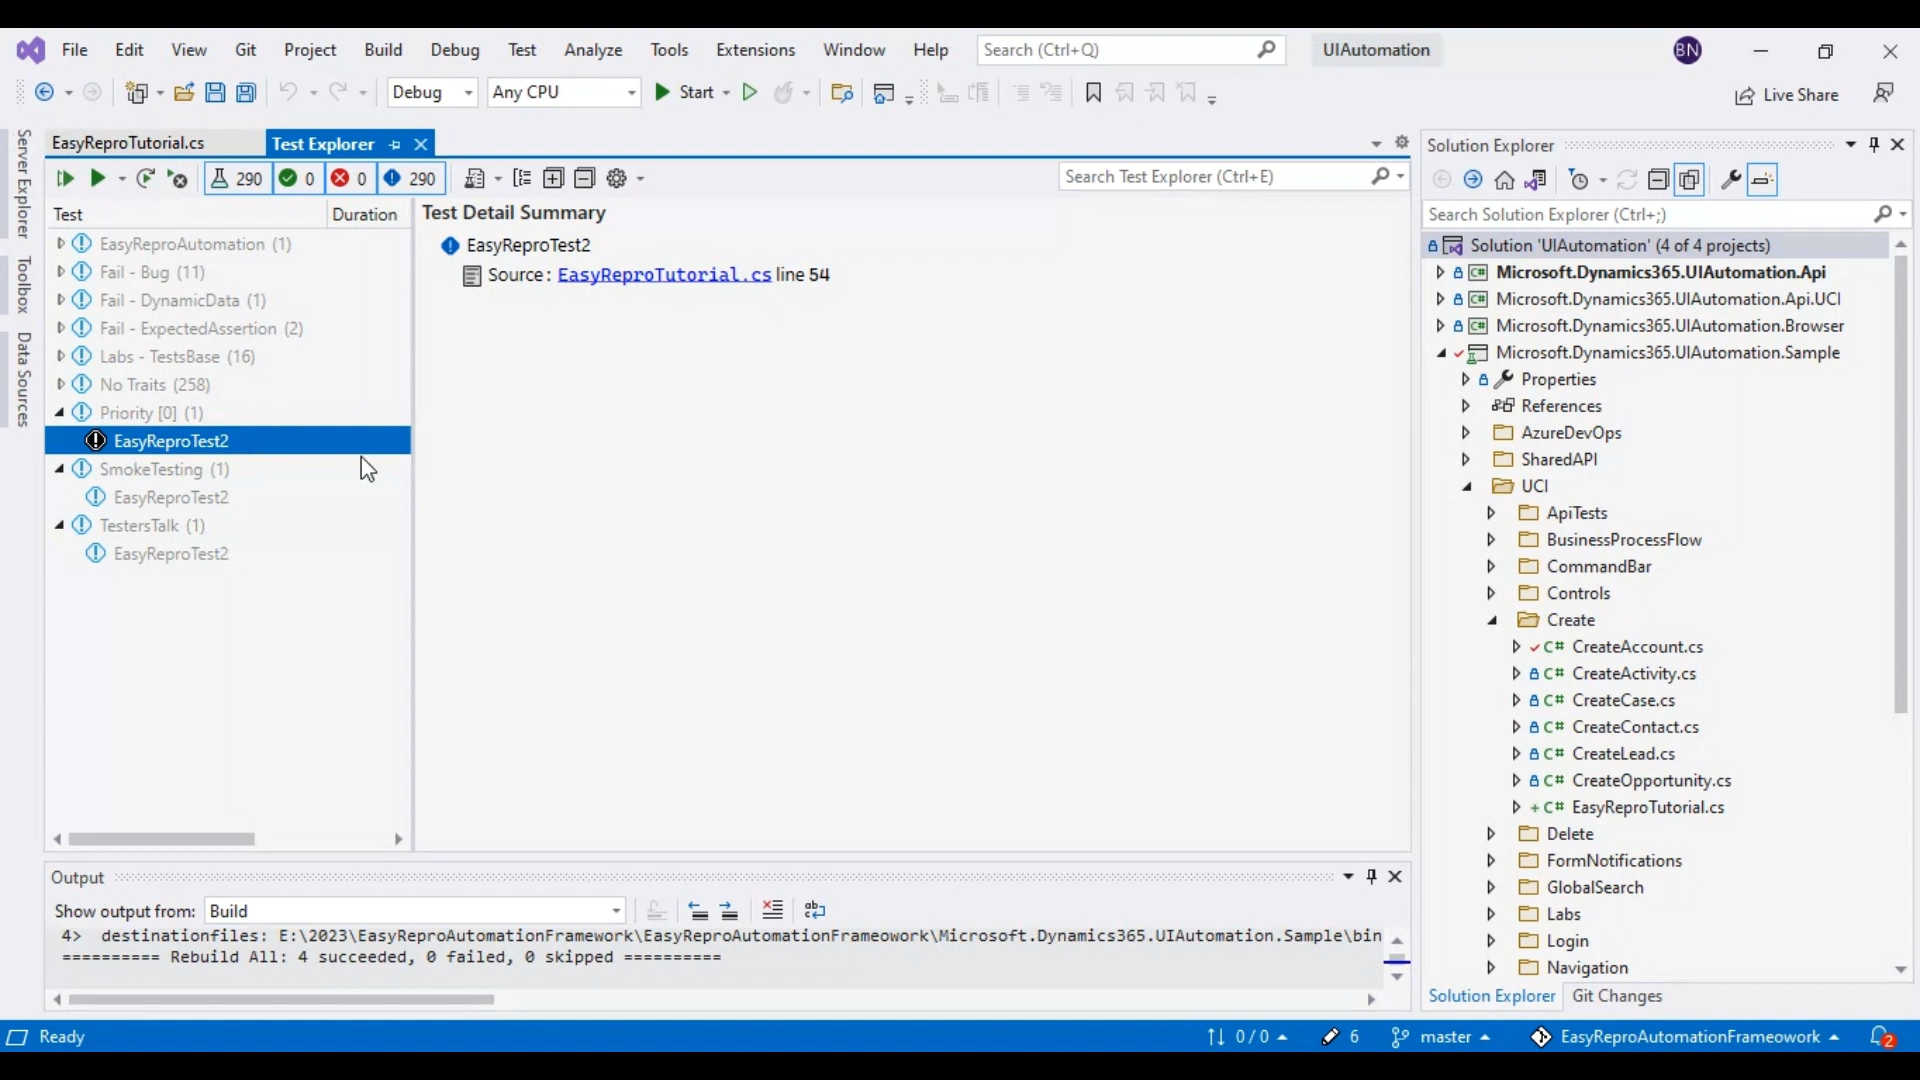 File Edit View Git Project Build Debug Test Analyze Tools Extensions Window Help Search (Ctrl+Q) UIAutomation BN
Debug Any CPU Start Live Share
Server Explorer
Toolbox
Data Sources
EasyReproTutorial.cs Test Explorer
290 0 0 290 Search Test Explorer (Ctrl+E)
Test Duration
EasyReproAutomation (1)
Fail - Bug (11)
Fail - DynamicData (1)
Fail - ExpectedAssertion (2)
Labs - TestsBase (16)
No Traits (258)
Priority [0] (1)
EasyReproTest2
SmokeTesting (1)
EasyReproTest2
TestersTalk (1)
EasyReproTest2
Test Detail Summary
EasyReproTest2
Source: EasyReproTutorial.cs line 54
Output
Show output from: Build
4> destinationfiles: E:\2023\EasyReproAutomationFramework\EasyReproAutomationFrameowork\Microsoft.Dynamics365.UIAutomation.Sample\bin
========== Rebuild All: 4 succeeded, 0 failed, 0 skipped ==========
Solution Explorer
Search Solution Explorer (Ctrl+;)
Solution 'UIAutomation' (4 of 4 projects)
C# Microsoft.Dynamics365.UIAutomation.Api
C# Microsoft.Dynamics365.UIAutomation.Api.UCI
C# Microsoft.Dynamics365.UIAutomation.Browser
Microsoft.Dynamics365.UIAutomation.Sample
Properties
References
AzureDevOps
SharedAPI
UCI
ApiTests
BusinessProcessFlow
CommandBar
Controls
Create
C# CreateAccount.cs
C# CreateActivity.cs
C# CreateCase.cs
C# CreateContact.cs
C# CreateLead.cs
C# CreateOpportunity.cs
+ C# EasyReproTutorial.cs
Delete
FormNotifications
GlobalSearch
Labs
Login
Navigation
Solution Explorer Git Changes
Ready 0 / 0 6 master EasyReproAutomationFrameowork 2